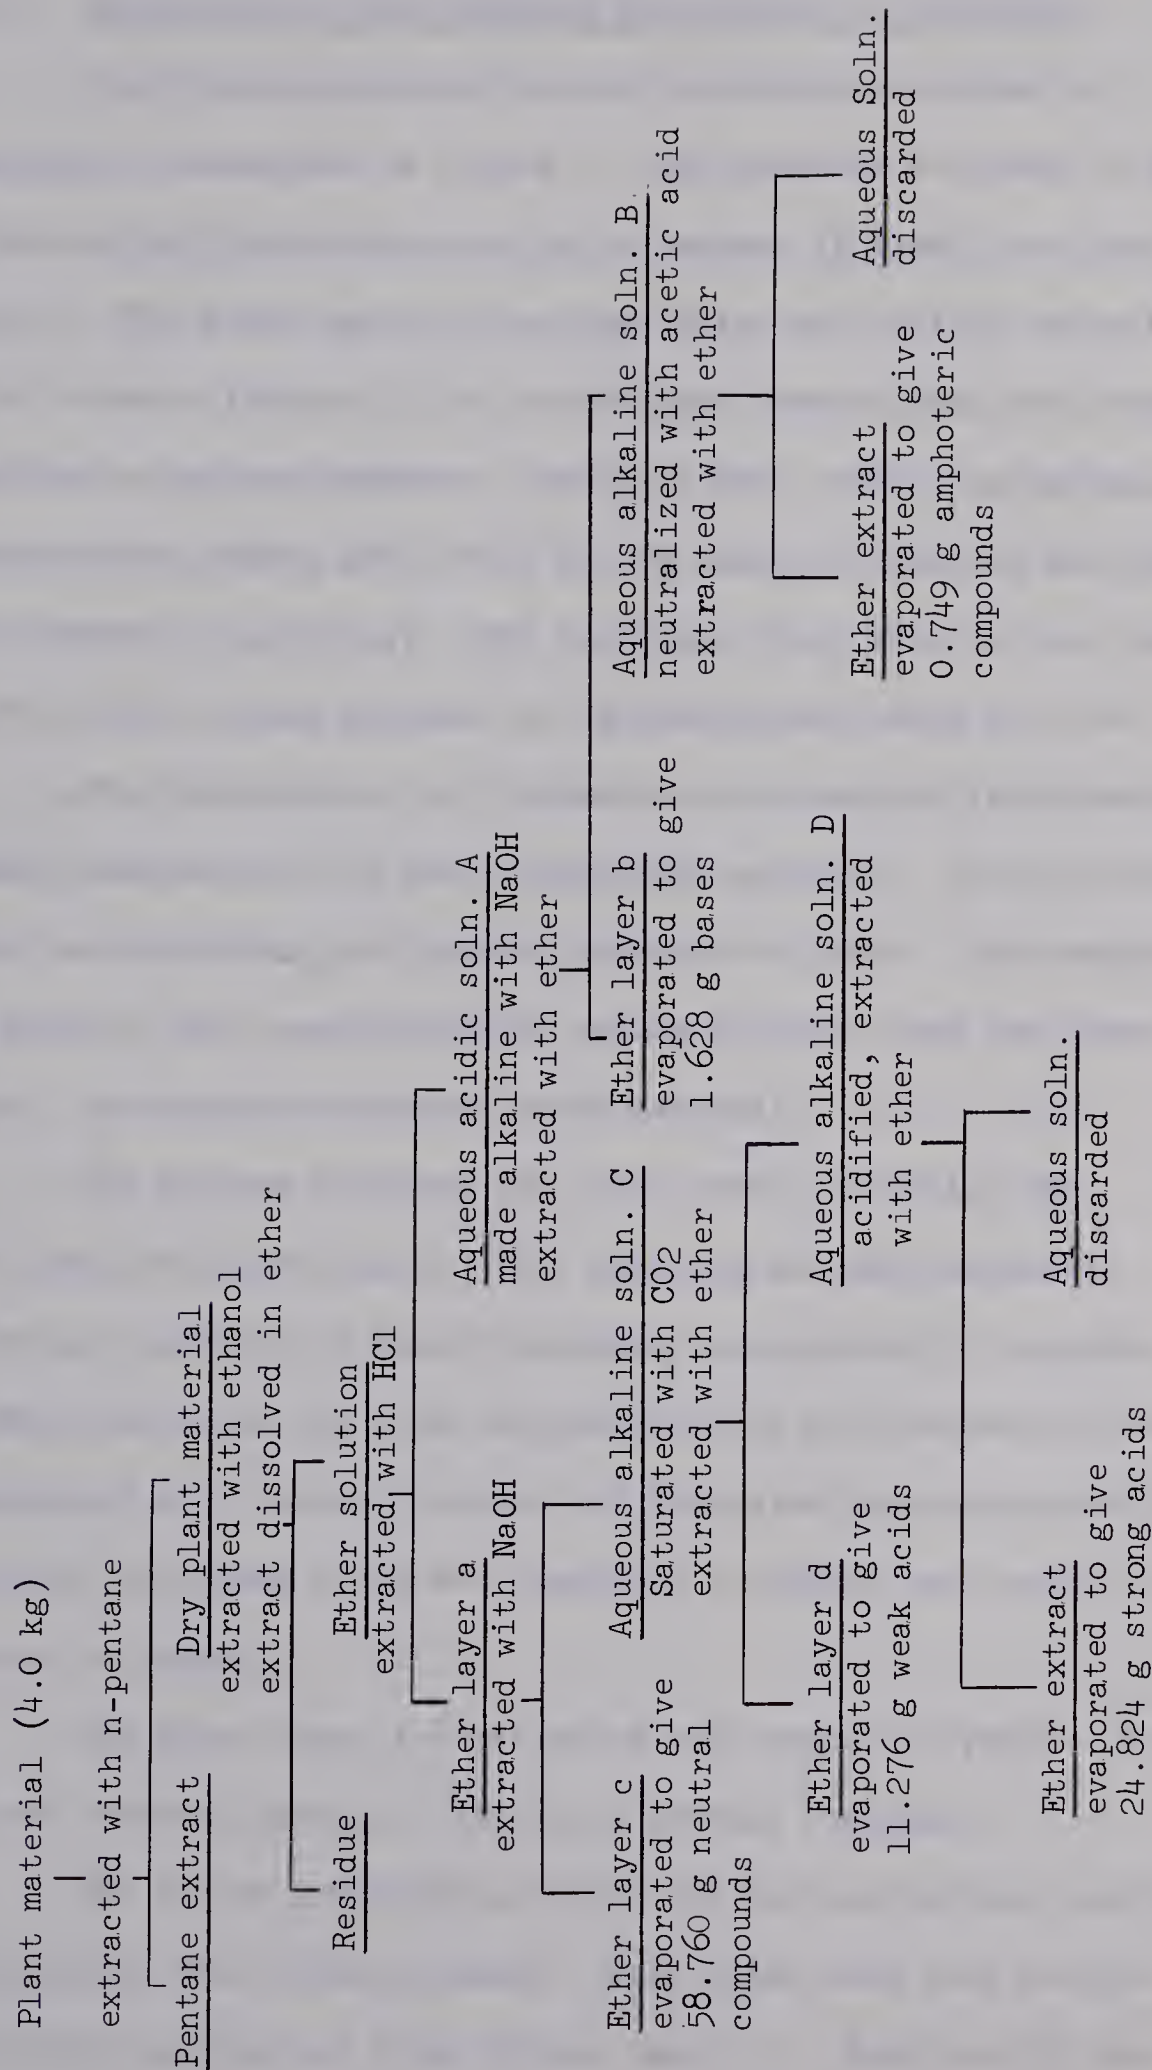 Plant material (4.0 kg)
extracted with n-pentane
Pentane extract
Dry plant material
extracted with ethanol
extract dissolved in ether
Residue
Ether solution
extracted with HCl
Ether layer a
extracted with NaOH
Aqueous acidic soln. A
made alkaline with NaOH
extracted with ether
Ether layer c
evaporated to give
58.760 g neutral
compounds
Aqueous alkaline soln. C
Saturated with CO2
extracted with ether
Ether layer b
evaporated to give
1.628 g bases
Aqueous alkaline soln. B
neutralized with acetic acid
extracted with ether
Ether layer d
evaporated to give
11.276 g weak acids
Aqueous alkaline soln. D
acidified, extracted
with ether
Ether extract
evaporated to give
0.749 g amphoteric
compounds
Aqueous Soln.
discarded
Ether extract
evaporated to give
24.824 g strong acids
Aqueous soln.
discarded